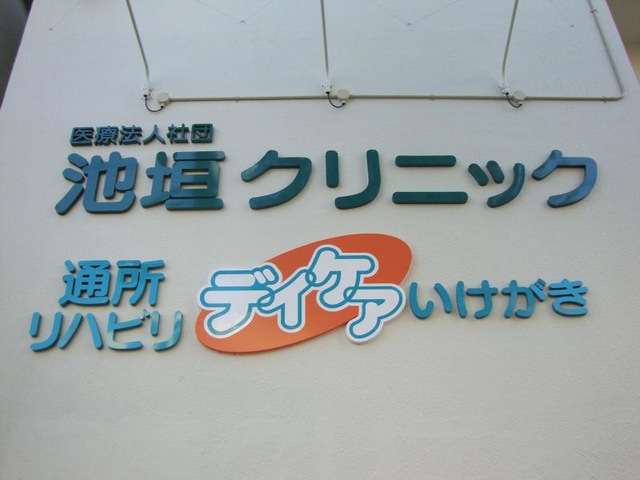 医療法人社団
池垣クリニック
通所
リハビリ
デイケア
いけがき